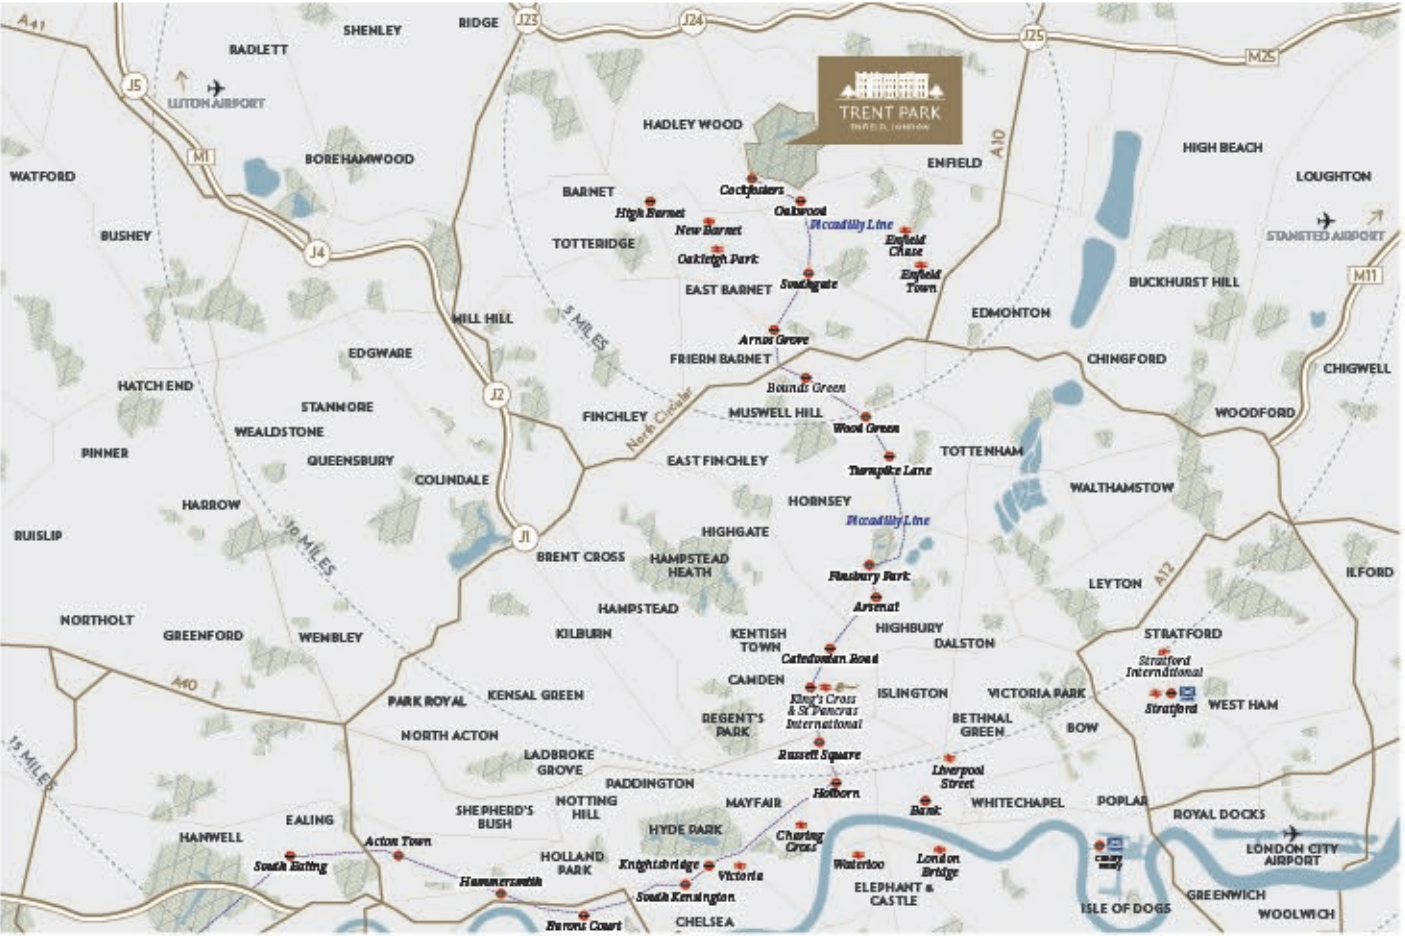 A41
SHENLEY
RIDGE
J23
J24
J25
M25
RADLETT
J5
LUTON AIRPORT
TRENT PARK
ENFIELD, LONDON
HADLEY WOOD
A10
M1
BOREHAMWOOD
ENFIELD
HIGH BEACH
WATFORD
LOUGHTON
BARNET
Cockfosters
High Barnet
Oakwood
New Barnet
Piccadilly Line
BUSHEY
TOTTERIDGE
Enfield
Chase
STANSTED AIRPORT
J4
Oakleigh Park
Enfield
Town
M11
EAST BARNET
Southgate
BUCKHURST HILL
MILL HILL
5 MILES
EDMONTON
Arnos Grove
EDGWARE
FRIERN BARNET
CHINGFORD
CHIGWELL
HATCH END
Bounds Green
J2
STANMORE
FINCHLEY
North Circular
MUSWELL HILL
WOODFORD
WEALDSTONE
Wood Green
PINNER
QUEENSBURY
EAST FINCHLEY
Turnpike Lane
TOTTENHAM
COLINDALE
WALTHAMSTOW
HARROW
HORNSEY
Piccadilly Line
RUISLIP
10 MILES
J1
HIGHGATE
BRENT CROSS
HAMPSTEAD
HEATH
Finsbury Park
A12
ILFORD
LEYTON
HAMPSTEAD
Arsenal
NORTHOLT
GREENFORD
WEMBLEY
KILBURN
KENTISH
TOWN
HIGHBURY
DALSTON
STRATFORD
Caledonian Road
Stratford
International
A40
CAMDEN
PARK ROYAL
KENSAL GREEN
King's Cross
& St Pancras
International
ISLINGTON
VICTORIA PARK
Stratford
WEST HAM
REGENT'S
PARK
BETHNAL
GREEN
BOW
NORTH ACTON
15 MILES
LADBROKE
GROVE
Russell Square
PADDINGTON
Liverpool
Street
Holborn
SHEPHERD'S
BUSH
NOTTING
HILL
MAYFAIR
Bank
WHITECHAPEL
POPLAR
ROYAL DOCKS
EALING
HANWELL
Acton Town
HYDE PARK
Charing
Cross
LONDON CITY
AIRPORT
South Ealing
HOLLAND
PARK
Knightsbridge
Victoria
Waterloo
London
Bridge
Canary
Wharf
Hammersmith
South Kensington
ELEPHANT &
CASTLE
ISLE OF DOGS
GREENWICH
WOOLWICH
Barons Court
CHELSEA